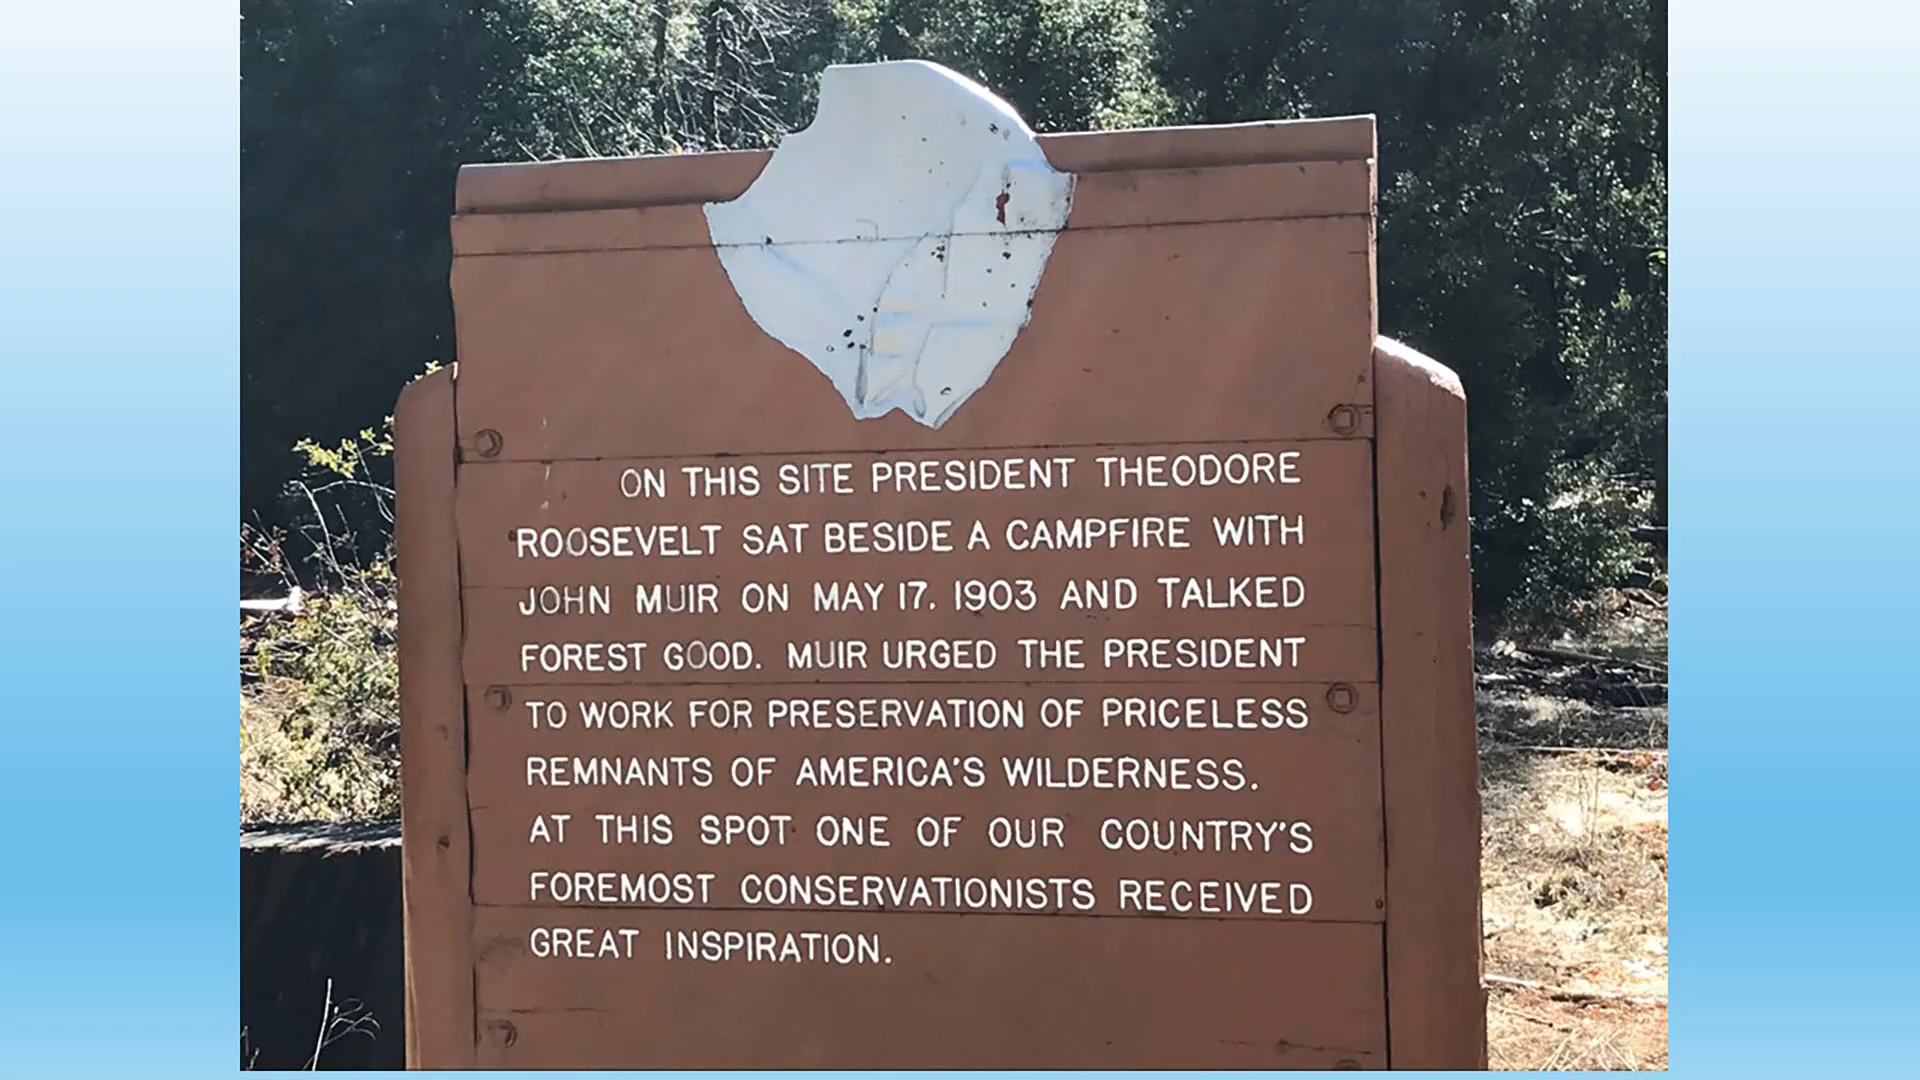 ON THIS SITE PRESIDENT THEODORE
ROOSEVELT SAT BESIDE A CAMPFIRE WITH
JOHN MUIR ON MAY 17. 1903 AND TALKED
FOREST GOOD. MUIR URGED THE PRESIDENT
TO WORK FOR PRESERVATION OF PRICELESS
REMNANTS OF AMERICA'S WILDERNESS.
AT THIS SPOT ONE OF OUR COUNTRY'S
FOREMOST CONSERVATIONISTS RECEIVED
GREAT INSPIRATION.